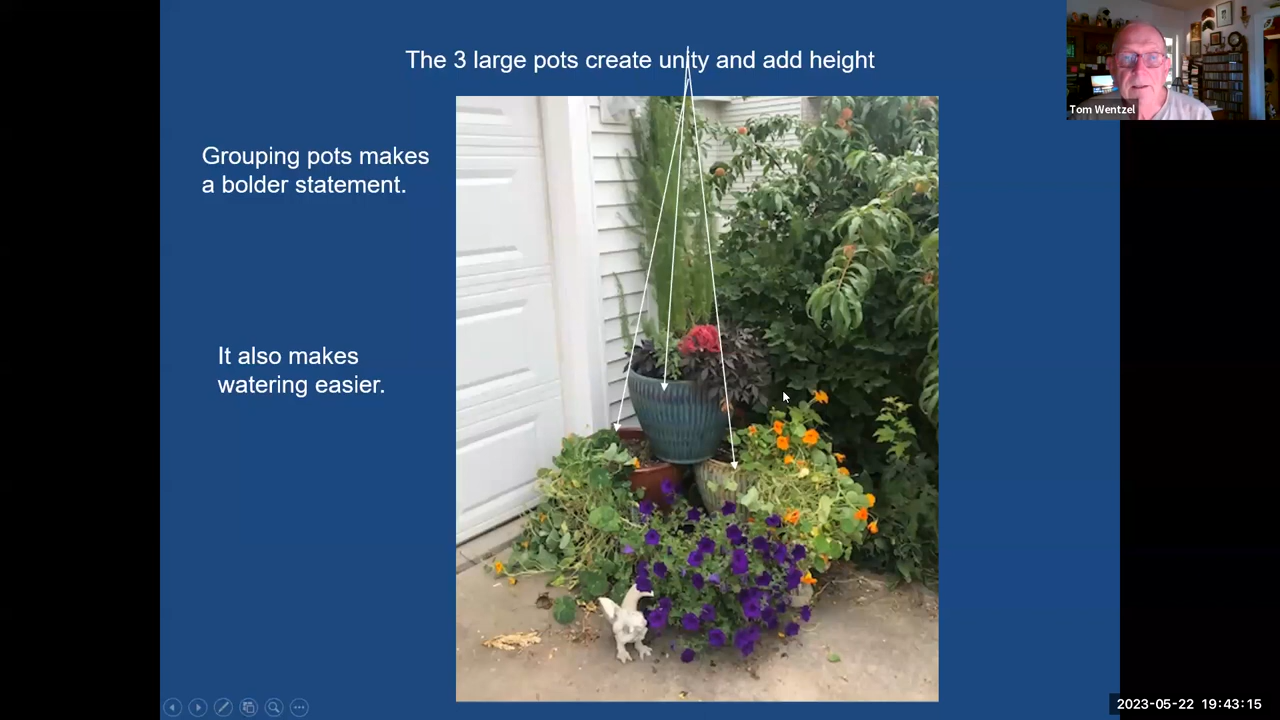 The 3 large pots create unity and add height
Tom Wentzel
Grouping pots makes
a bolder statement.
It also makes
watering easier.
2023-05-22 19:43:15